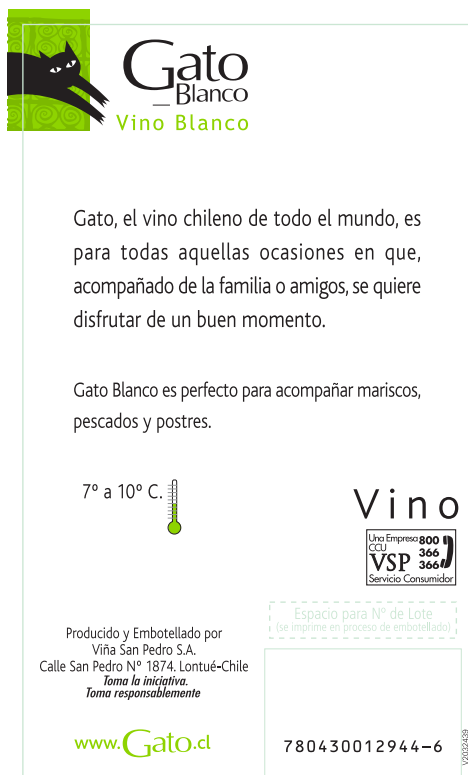 Gato
Blanco
Vino Blanco
Gato, el vino chileno de todo el mundo, es
para todas aquellas ocasiones en que,
acompañado de la familia o amigos, se quiere
disfrutar de un buen momento.
Gato Blanco es perfecto para acompañar mariscos,
pescados y postres.
7º a 10º C.
Vino
Una Empresa
CCU
VSP
800
366
366
Servicio Consumidor
Espacio para Nº de Lote
(se imprime en proceso de embotellado)
Producido y Embotellado por
Viña San Pedro S.A.
Calle San Pedro Nº 1874. Lontué-Chile
Toma la iniciativa.
Toma responsablemente
www.Gato.cl
780430012944-6
V2032439